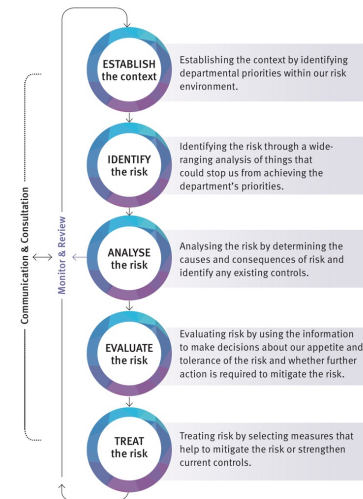 ESTABLISH
the context
Establishing the context by identifying
departmental priorities within our risk
environment.
IDENTIFY
the risk
Identifying the risk through a wide-
ranging analysis of things that
could stop us from achieving the
department's priorities.
ANALYSE
the risk
Analysing the risk by determining the
causes and consequences of risk and
identify any existing controls.
EVALUATE
the risk
Evaluating risk by using the information
to make decisions about our appetite and
tolerance of the risk and whether further
action is required to mitigate the risk.
TREAT
the risk
Treating risk by selecting measures that
help to mitigate the risk or strengthen
current controls.
Communication & Consultation
Monitor & Review